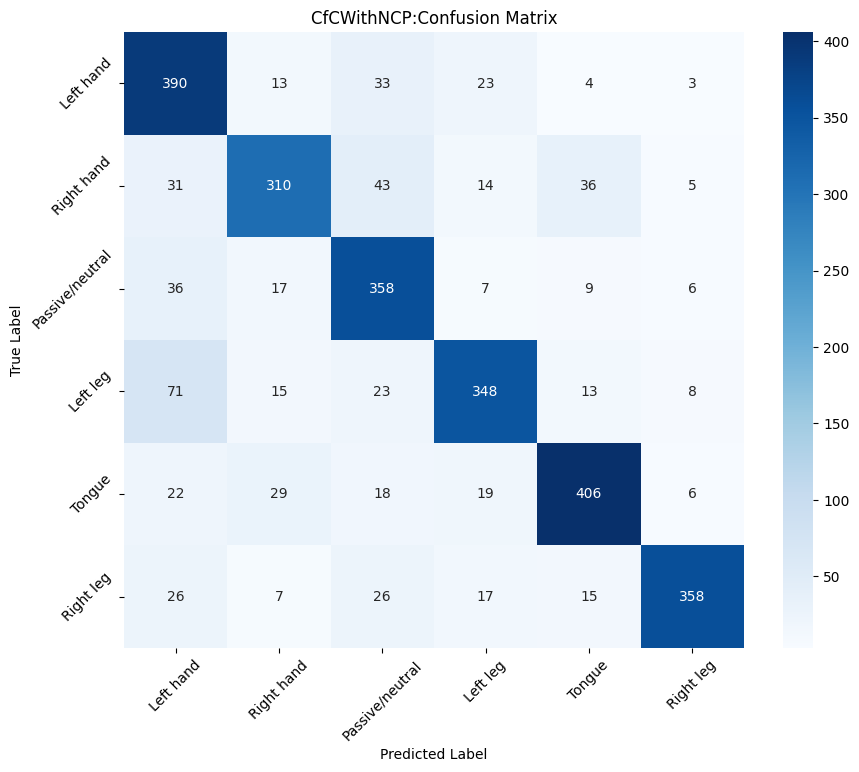 CfCWithNCP:Confusion Matrix
Left hand 390 13 33 23 4 3
Right hand 31 310 43 14 36 5
Passive/neutral 36 17 358 7 9 6
Left leg 71 15 23 348 13 8
Tongue 22 29 18 19 406 6
Right leg 26 7 26 17 15 358
Left hand Right hand Passive/neutral Left leg Tongue Right leg
True Label
Predicted Label
400
350
300
250
200
150
100
50